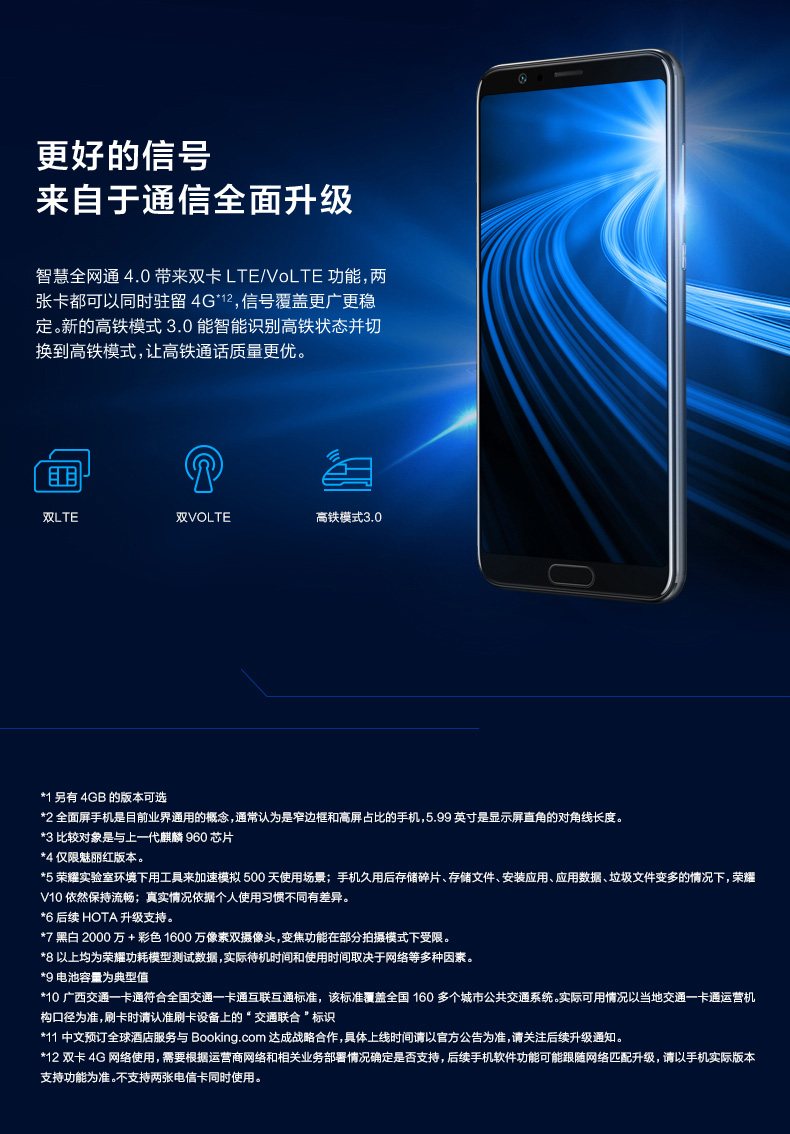 更好的信号
来自于通信全面升级
智慧全网通 4.0 带来双卡 LTE/VoLTE 功能,两
张卡都可以同时驻留 4G*12,信号覆盖更广更稳
定。新的高铁模式 3.0 能智能识别高铁状态并切
换到高铁模式,让高铁通话质量更优。
双LTE
双VOLTE
高铁模式3.0
*1 另有 4GB 的版本可选
*2 全面屏手机是目前业界通用的概念,通常认为是窄边框和高屏占比的手机,5.99 英寸是显示屏直角的对角线长度。
*3 比较对象是与上一代麒麟 960 芯片
*4 仅限魅丽红版本。
*5 荣耀实验室环境下用工具来加速模拟 500 天使用场景；手机久用后存储碎片、存储文件、安装应用、应用数据、垃圾文件变多的情况下,荣耀
V10 依然保持流畅；真实情况依据个人使用习惯不同有差异。
*6 后续 HOTA 升级支持。
*7 黑白 2000 万 + 彩色 1600 万像素双摄像头,变焦功能在部分拍摄模式下受限。
*8 以上均为荣耀功耗模型测试数据,实际待机时间和使用时间取决于网络等多种因素。
*9 电池容量为典型值
*10 广西交通一卡通符合全国交通一卡通互联互通标准，该标准覆盖全国 160 多个城市公共交通系统。实际可用情况以当地交通一卡通运营机
构口径为准,刷卡时请认准刷卡设备上的 “ 交通联合 ” 标识
*11 中文预订全球酒店服务与 Booking.com 达成战略合作,具体上线时间请以官方公告为准,请关注后续升级通知。
*12 双卡 4G 网络使用,需要根据运营商网络和相关业务部署情况确定是否支持，后续手机软件功能可能跟随网络匹配升级，请以手机实际版本
支持功能为准。不支持两张电信卡同时使用。